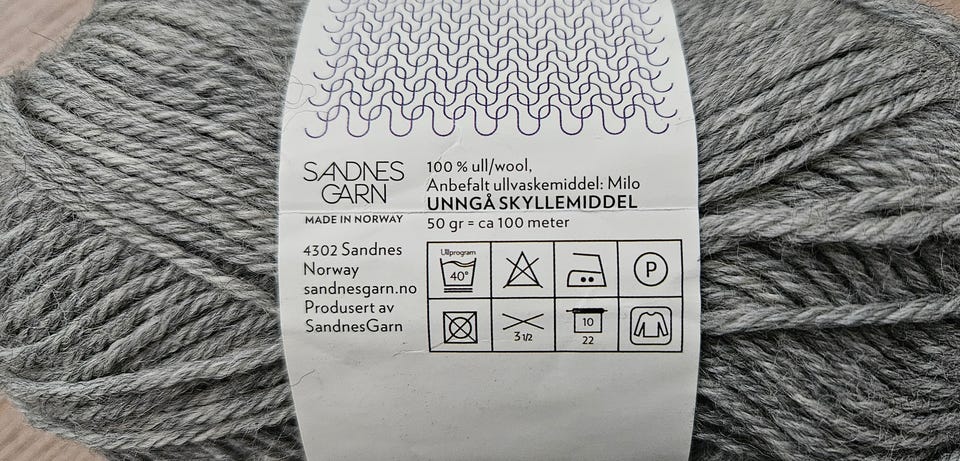 SANDNES
GARN
MADE IN NORWAY
4302 Sandnes
Norway
sandnesgarn.no
Produsert av
SandnesGarn
100 % ull/wool,
Anbefalt ullvaskemiddel: Milo
UNNGÅ SKYLLEMIDDEL
50 gr = ca 100 meter
Ullprogram
40°
P
3 1/2
10
22